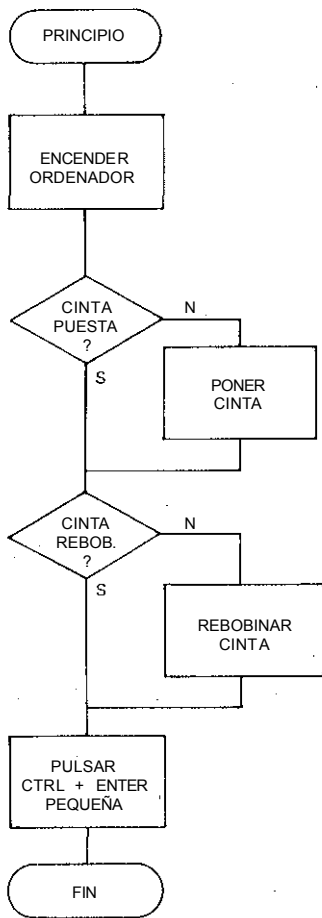 PRINCIPIO
ENCENDER
ORDENADOR
CINTA
PUESTA
?
N
S
PONER
CINTA
CINTA
REBOB.
?
N
S
REBOBINAR
CINTA
PULSAR
CTRL + ENTER
PEQUEÑA
FIN